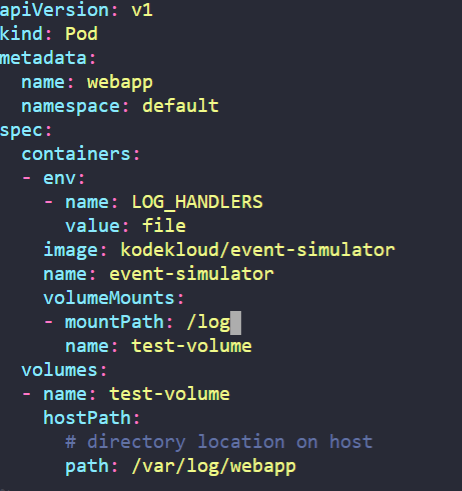 apiVersion: v1
kind: Pod
metadata:
  name: webapp
  namespace: default
spec:
  containers:
  - env:
    - name: LOG_HANDLERS
      value: file
    image: kodekloud/event-simulator
    name: event-simulator
    volumeMounts:
    - mountPath: /log
      name: test-volume
  volumes:
  - name: test-volume
    hostPath:
      # directory location on host
      path: /var/log/webapp